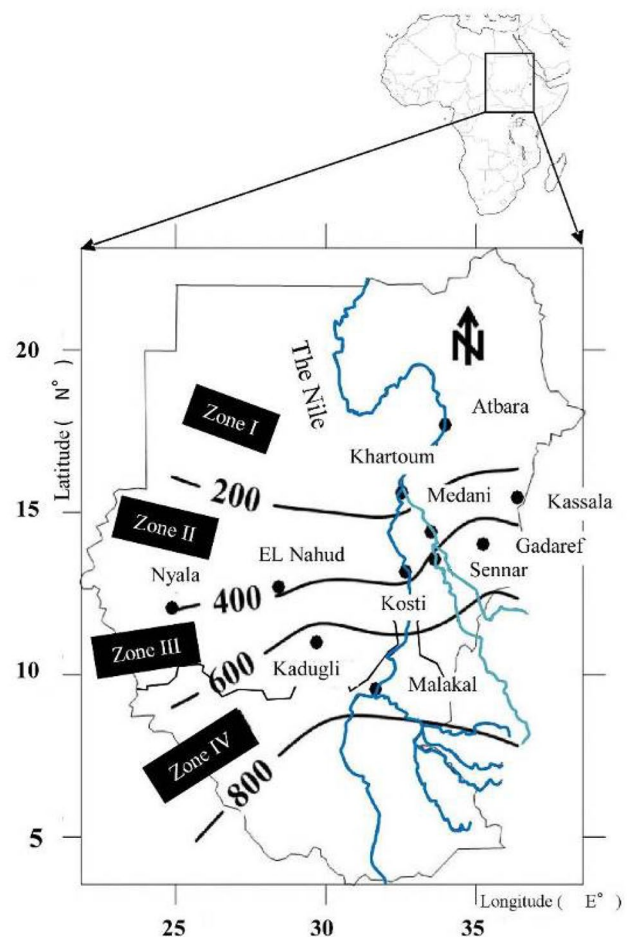 N
20
Latitude ( N°)
The Nile
Atbara
Zone I
Khartoum
200
Medani
Kassala
15
Zone II
EL Nahud
Gadaref
Nyala
Sennar
400
Kosti
Zone III
600
Kadugli
Malakal
10
Zone IV
800
5
Longitude ( E°)
25
30
35